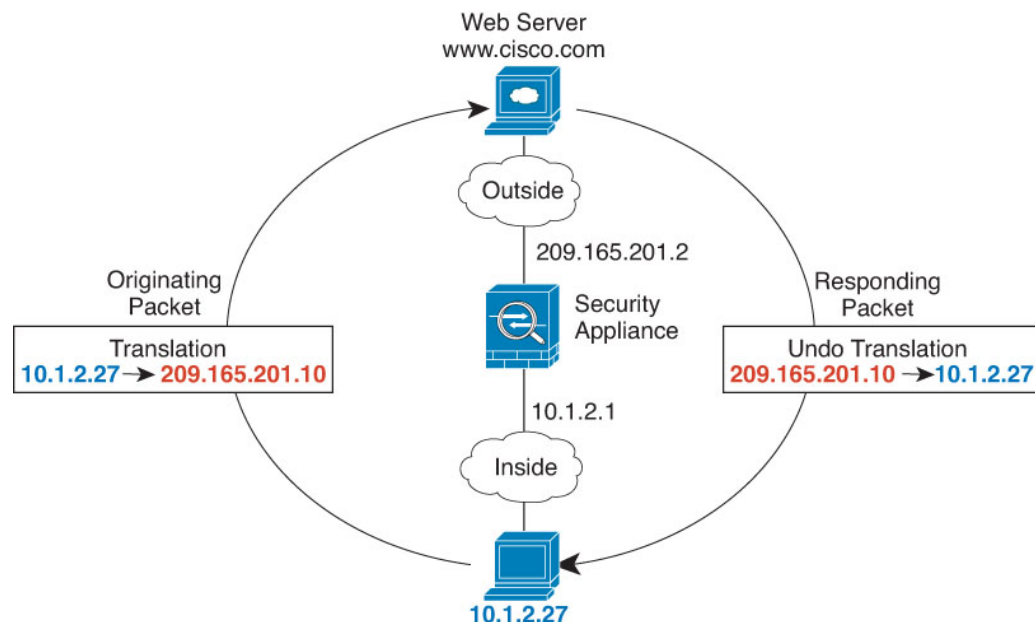 Web Server
www.cisco.com
Outside
209.165.201.2
Originating
Packet
Responding
Packet
Security
Appliance
Translation
10.1.2.27 → 209.165.201.10
Undo Translation
209.165.201.10 → 10.1.2.27
10.1.2.1
Inside
10.1.2.27